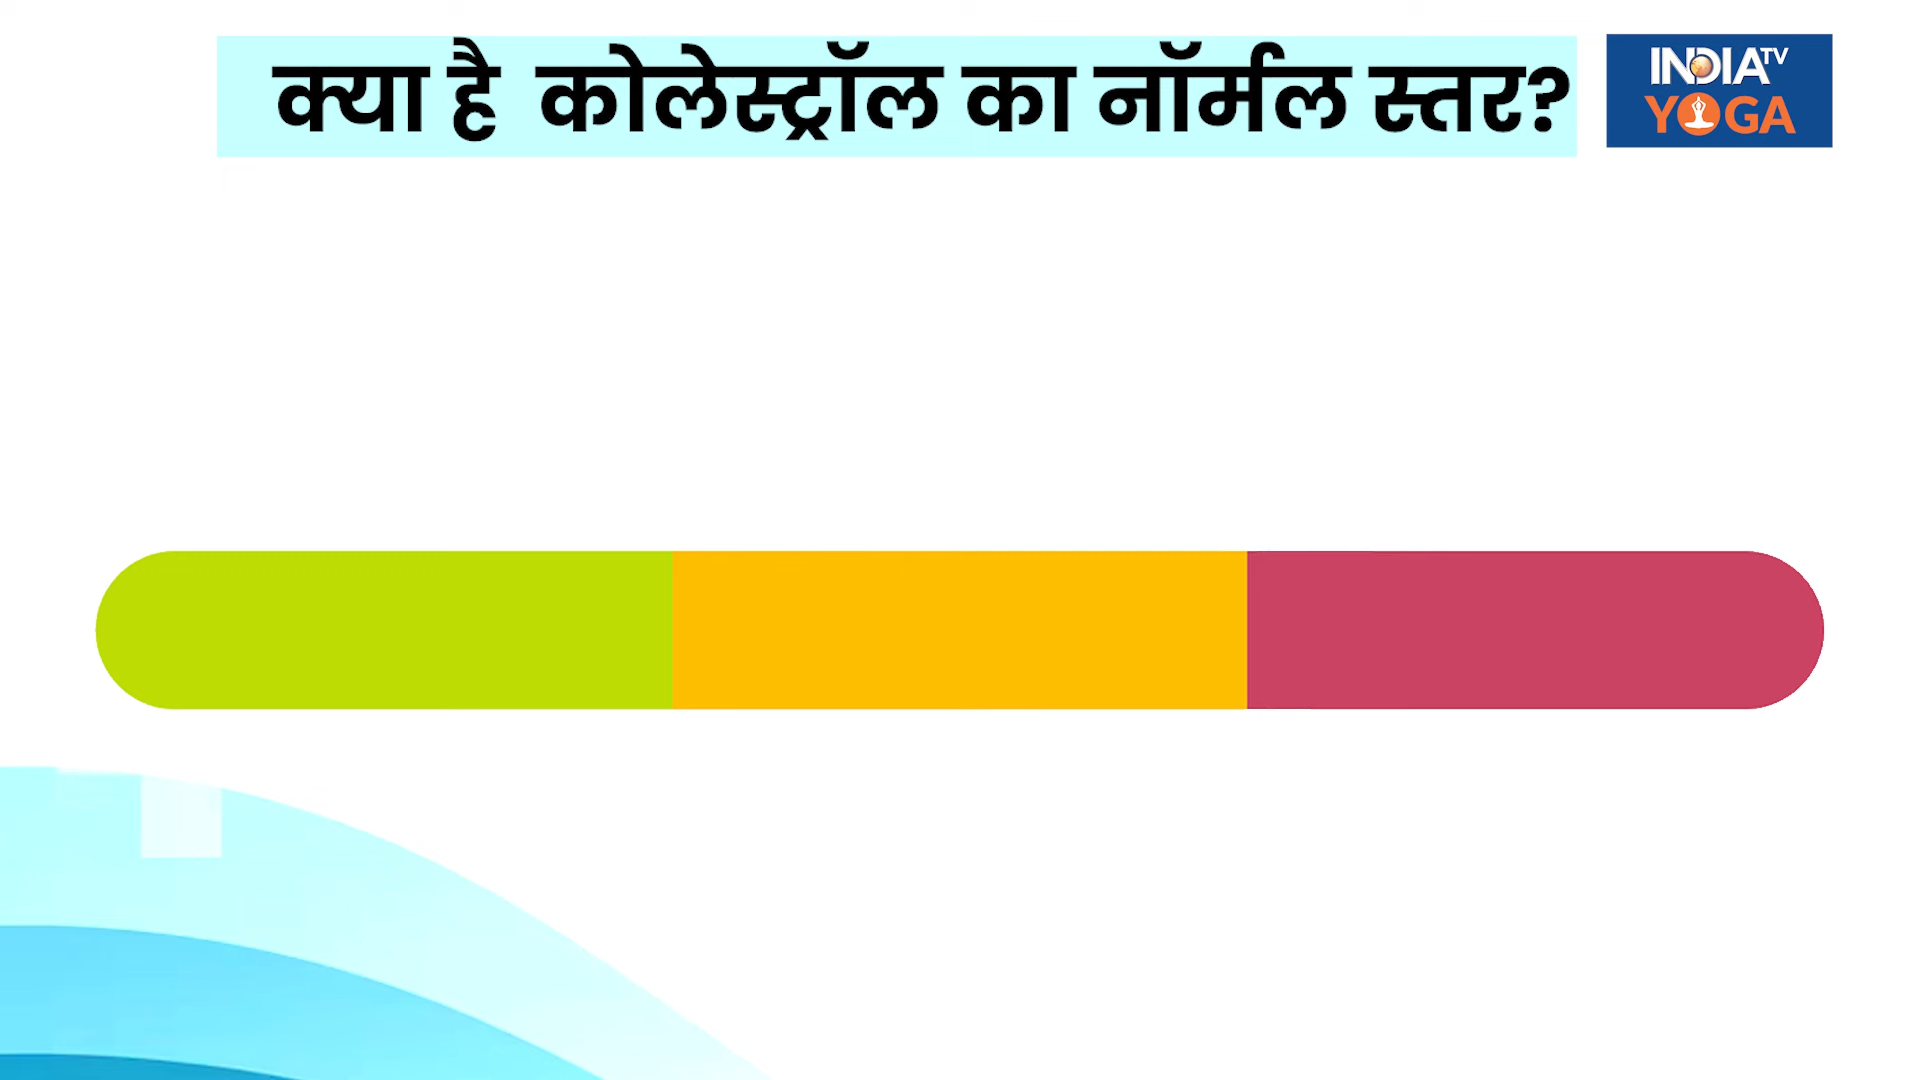 क्या है कोलेस्ट्रॉल का नॉर्मल स्तर?
INDIA TV
YOGA